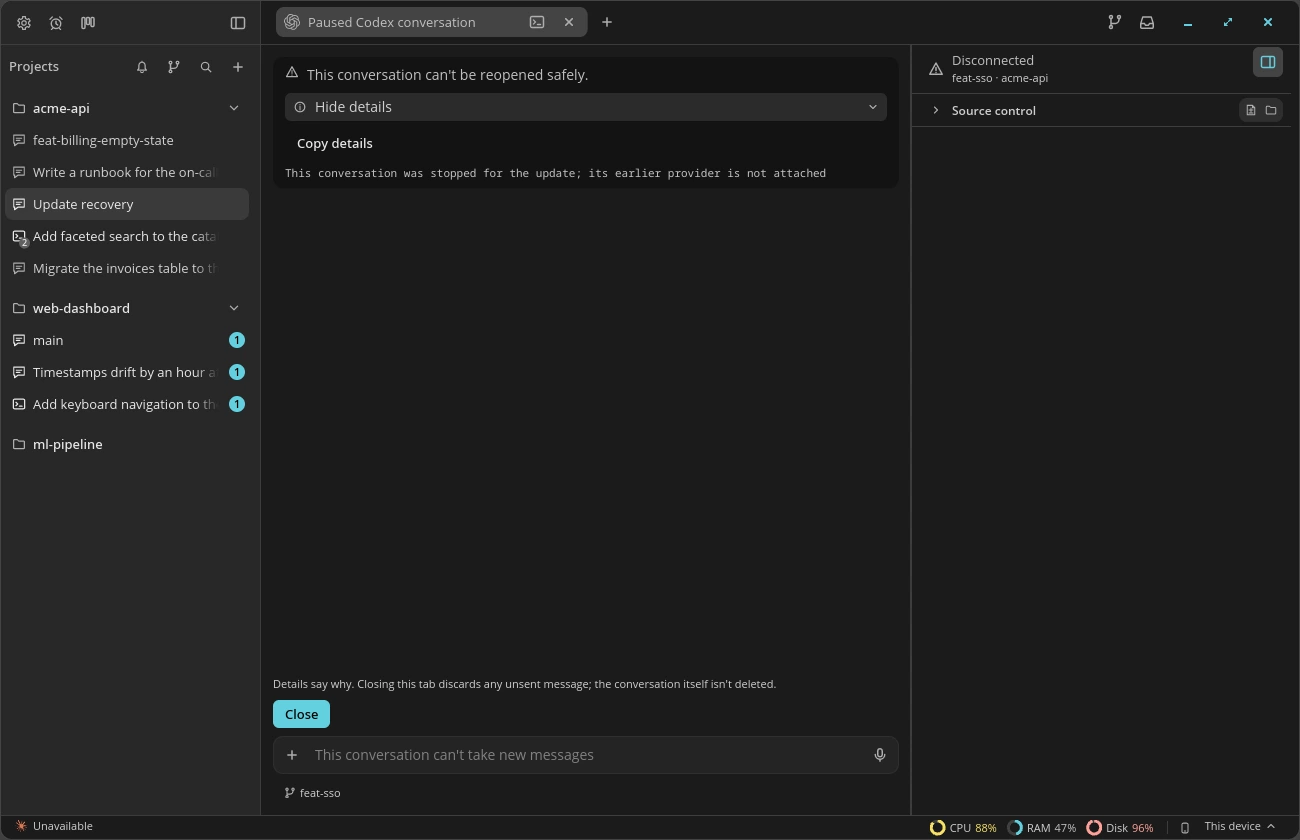 Paused Codex conversation
Projects
acme-api
feat-billing-empty-state
Write a runbook for the on-cal
Update recovery
2
Add faceted search to the cata
Migrate the invoices table to th
web-dashboard
main
1
Timestamps drift by an hour a
1
Add keyboard navigation to th
1
ml-pipeline
This conversation can't be reopened safely.
Hide details
Copy details
This conversation was stopped for the update; its earlier provider is not attached
Details say why. Closing this tab discards any unsent message; the conversation itself isn't deleted.
Close
This conversation can't take new messages
feat-sso
Disconnected
feat-sso · acme-api
Source control
Unavailable
CPU 88%
RAM 47%
Disk 96%
This device